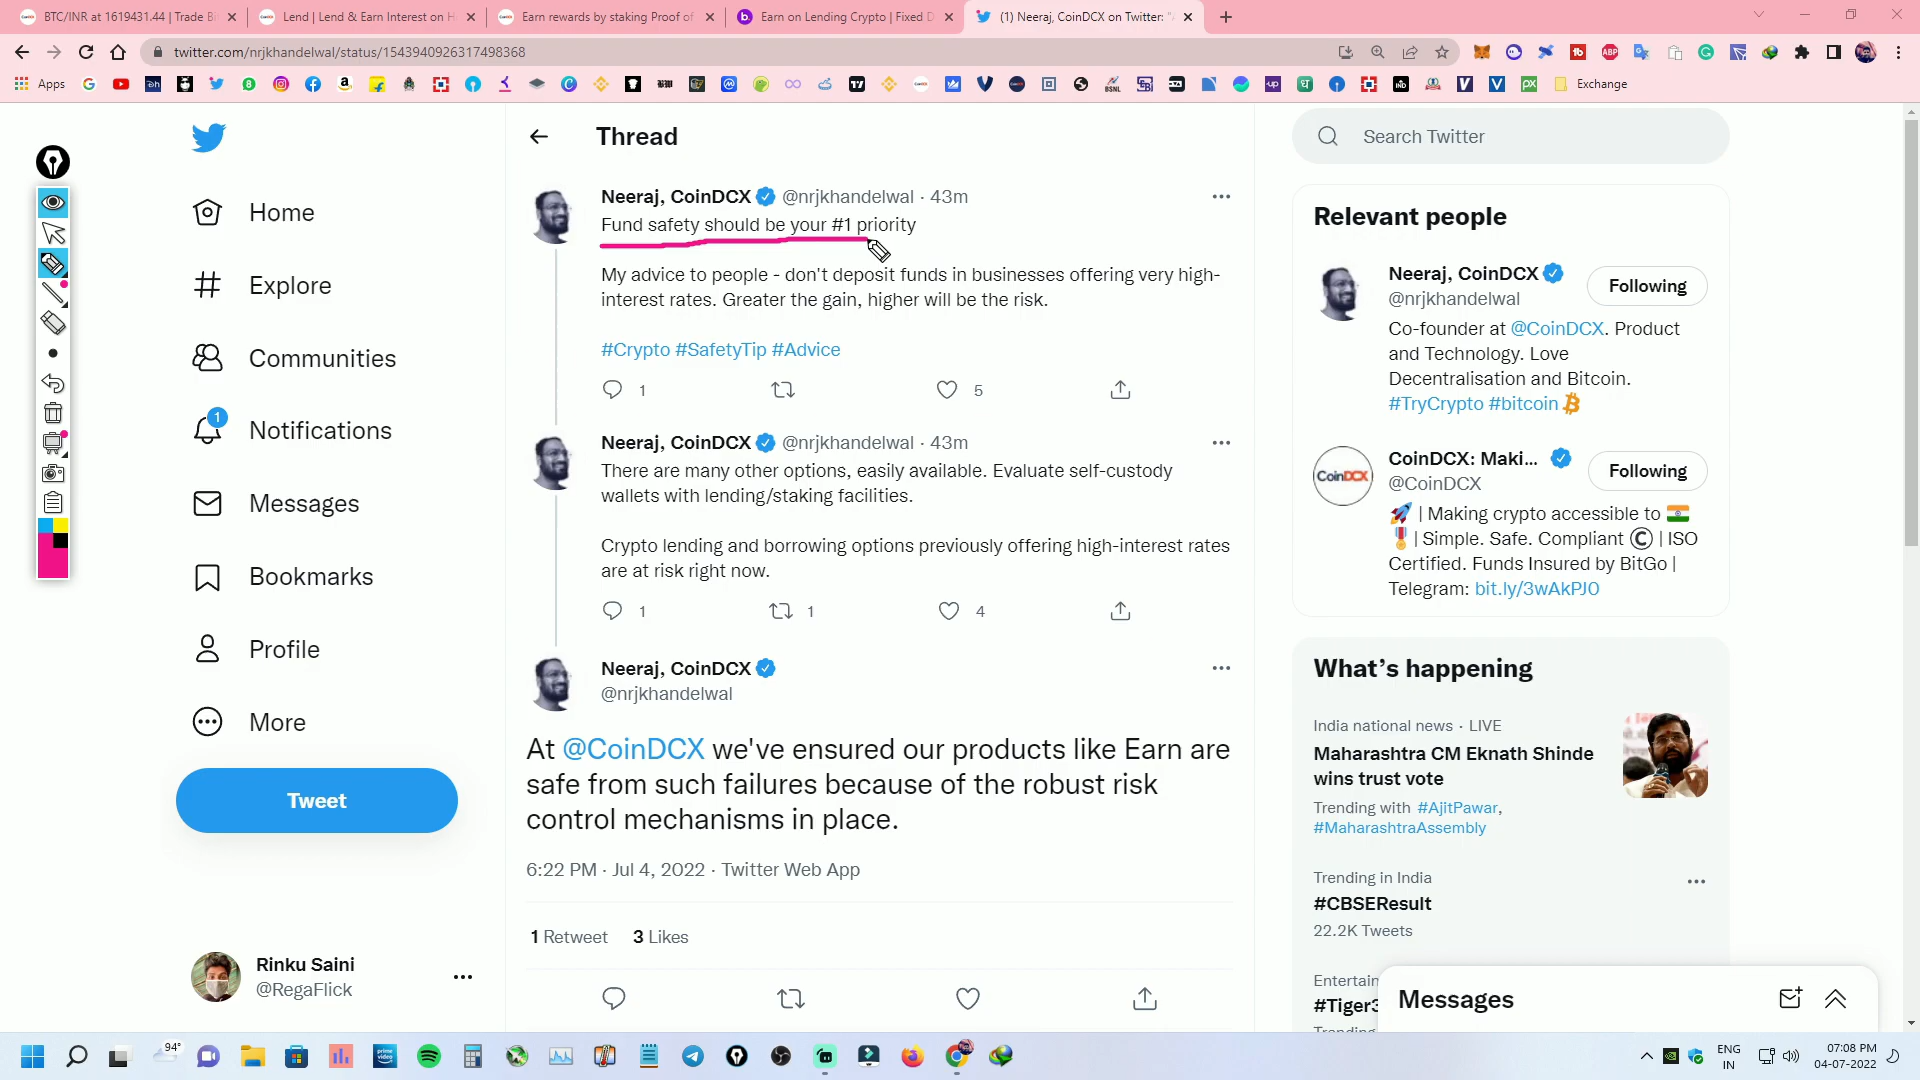 BTC/INR at 1619431.44 | Trade Bi
Lend | Lend & Earn Interest on H
Earn rewards by staking Proof of
Earn on Lending Crypto | Fixed D
(1) Neeraj, CoinDCX on Twitter: "
twitter.com/nrjkhandelwal/status/1543940926317498368
Apps
Exchange
Thread
Search Twitter
Home
Explore
Communities
1
Notifications
Messages
Bookmarks
Profile
More
Tweet
Rinku Saini
@RegaFlick
Neeraj, CoinDCX @nrjkhandelwal · 43m
Fund safety should be your #1 priority
My advice to people - don't deposit funds in businesses offering very high-
interest rates. Greater the gain, higher will be the risk.
#Crypto #SafetyTip #Advice
1 5
Neeraj, CoinDCX @nrjkhandelwal · 43m
There are many other options, easily available. Evaluate self-custody
wallets with lending/staking facilities.
Crypto lending and borrowing options previously offering high-interest rates
are at risk right now.
1 1 4
Neeraj, CoinDCX
@nrjkhandelwal
At @CoinDCX we've ensured our products like Earn are
safe from such failures because of the robust risk
control mechanisms in place.
6:22 PM · Jul 4, 2022 · Twitter Web App
1 Retweet 3 Likes
Relevant people
Neeraj, CoinDCX
@nrjkhandelwal
Following
Co-founder at @CoinDCX. Product
and Technology. Love
Decentralisation and Bitcoin.
#TryCrypto #bitcoin
CoinDCX
CoinDCX: Maki...
@CoinDCX
Following
🚀 | Making crypto accessible to 🇮🇳
🎖️| Simple. Safe. Compliant ©️ | ISO
Certified. Funds Insured by BitGo |
Telegram: bit.ly/3wAkPJ0
What's happening
India national news · LIVE
Maharashtra CM Eknath Shinde
wins trust vote
Trending with #AjitPawar,
#MaharashtraAssembly
Trending in India
#CBSEResult
22.2K Tweets
Entertain
#Tiger3
Trending
Messages
94°
ENG
IN
07:08 PM
04-07-2022